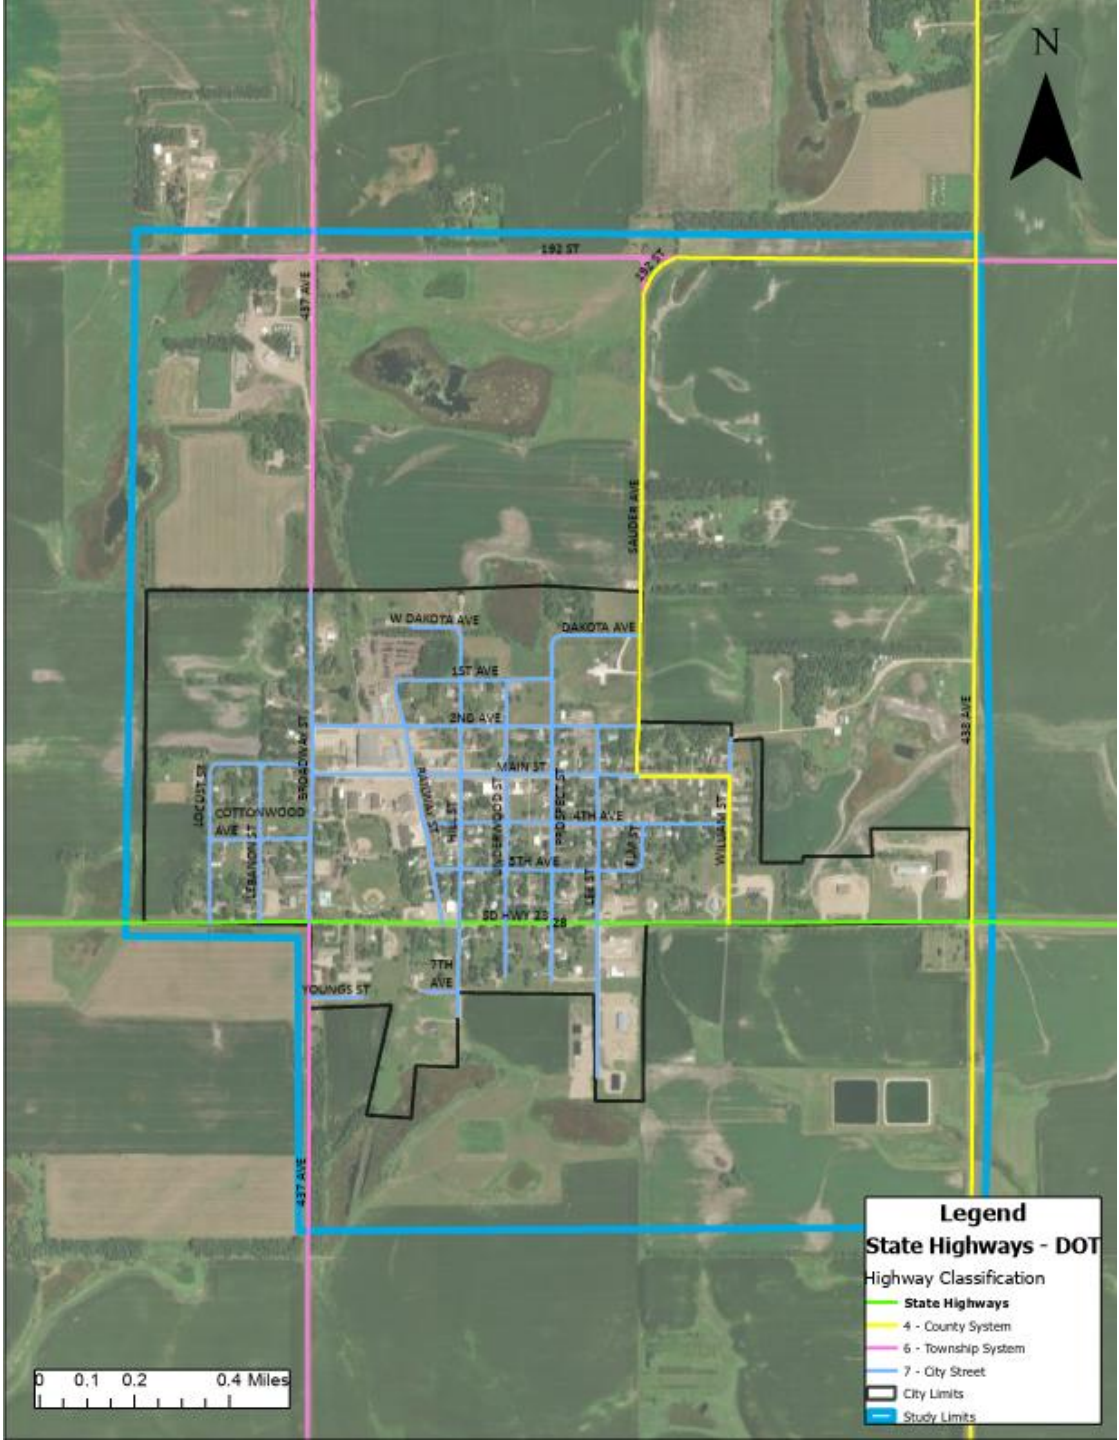 N
192 ST
192 ST
437 AVE
SAUDER AVE
W DAKOTA AVE
DAKOTA AVE
1ST AVE
2ND AVE
438 AVE
BROADWAY ST
MAIN ST
LOCUST ST
RAILWAY ST
HILL ST
UNDERWOOD ST
PROSPECT ST
COTTONWOOD
AVE
4TH AVE
WILLIAM ST
LEBANON ST
ELM ST
5TH AVE
LEE ST
SD HWY 28
28
7TH
AVE
YOUNGS ST
437 AVE
Legend
State Highways - DOT
Highway Classification
State Highways
4 - County System
6 - Township System
7 - City Street
City Limits
Study Limits
0 0.1 0.2 0.4 Miles